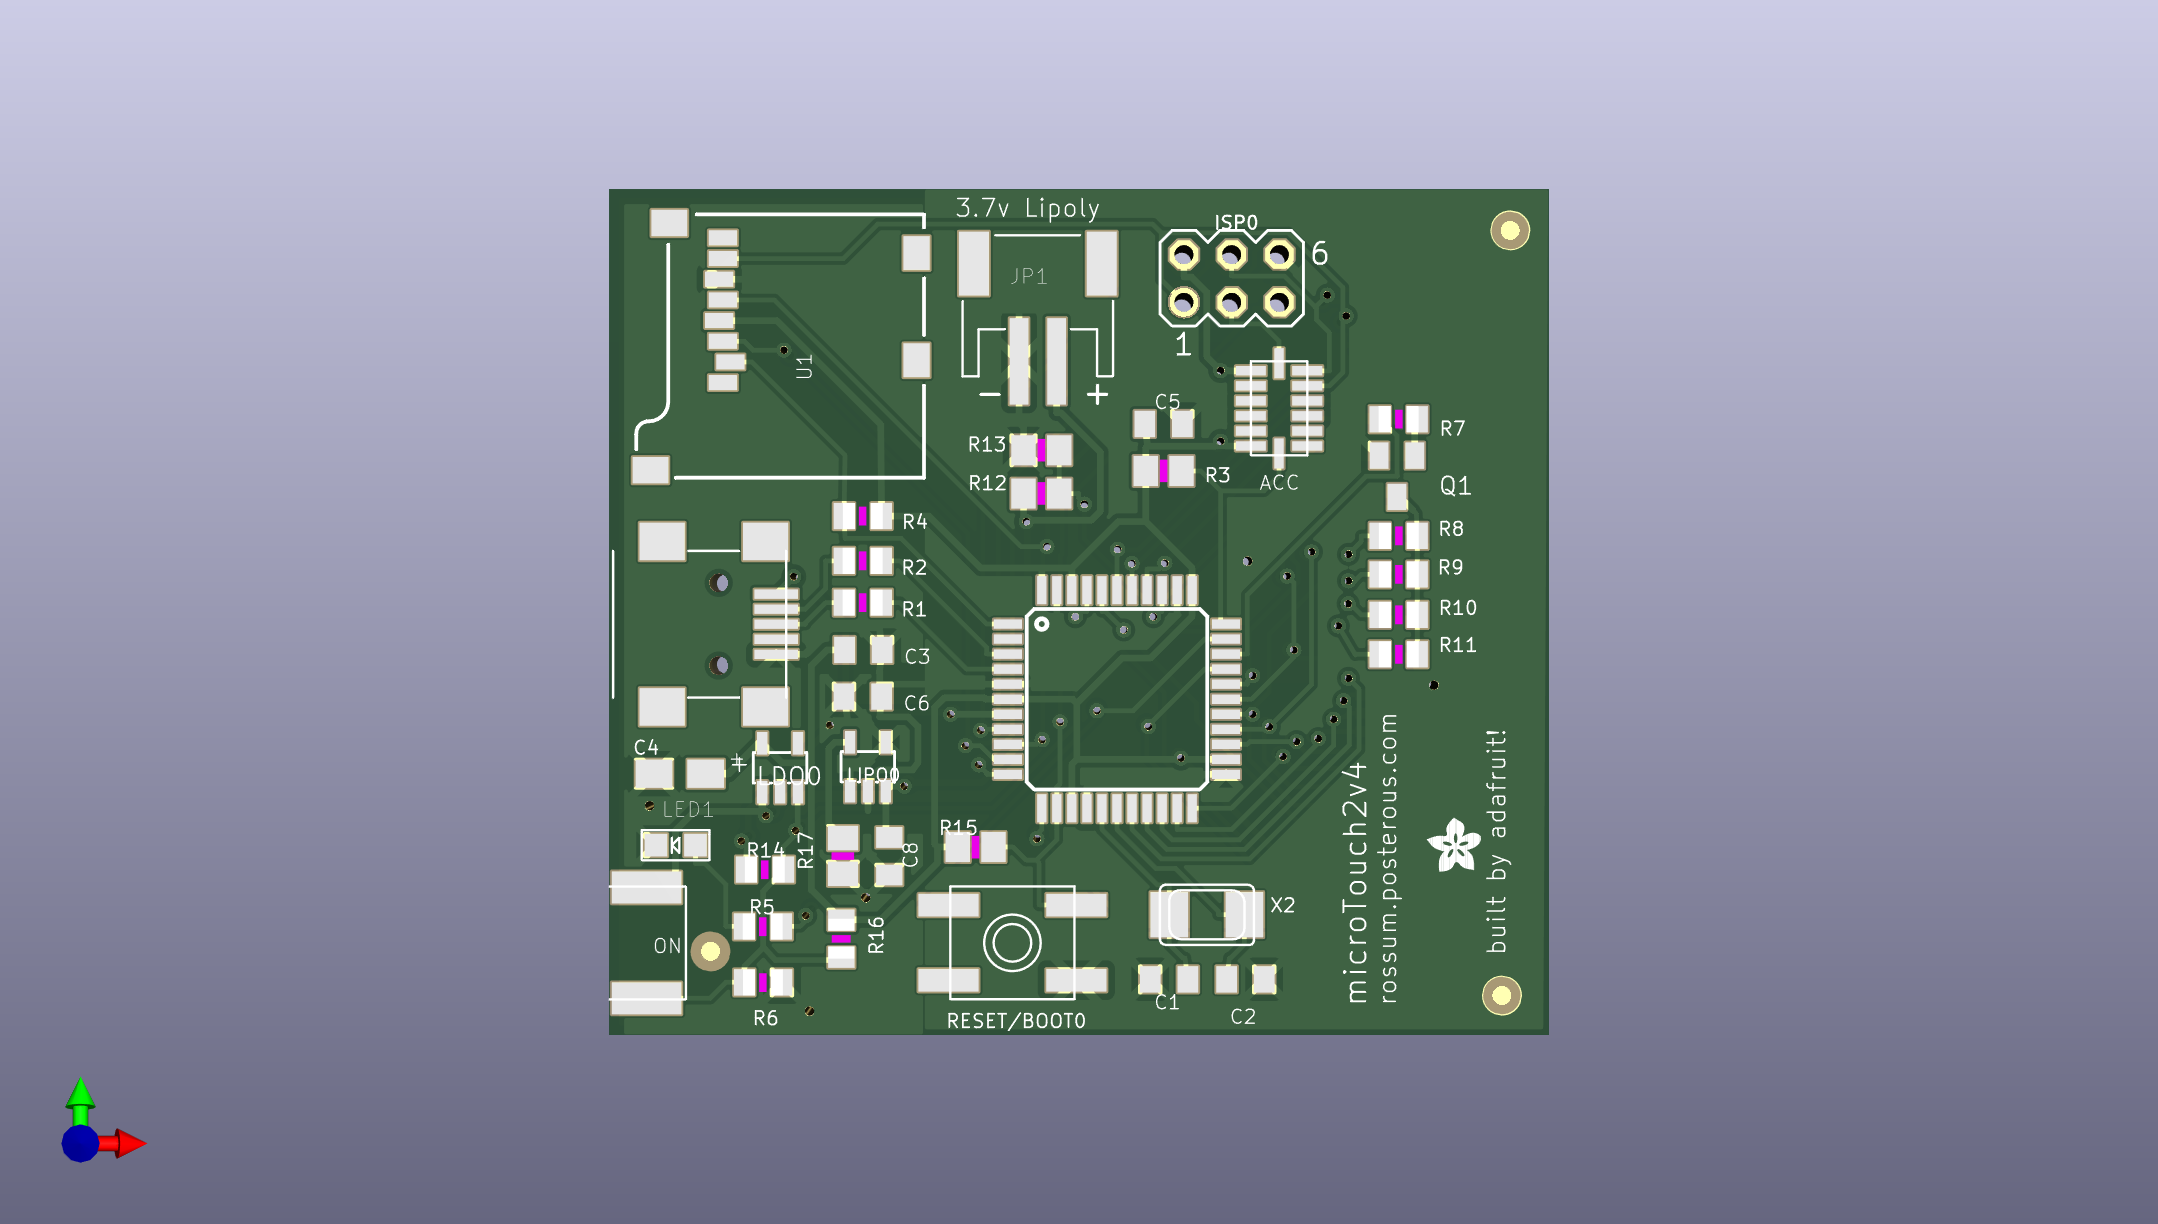 3.7v Lipoly
ISP0
6
JP1
1
U1
−
+
C5
R7
R13
R3
R12
ACC
Q1
R4
R8
R2
R9
R1
R10
C3
R11
C6
C4
+
LDO0
LIPO0
LED1
R15
R17
R14
C8
R5
X2
ON
R16
C1
R6
RESET/BOOT0
C2
microTouch2v4
rossum.posterous.com
built by adafruit!